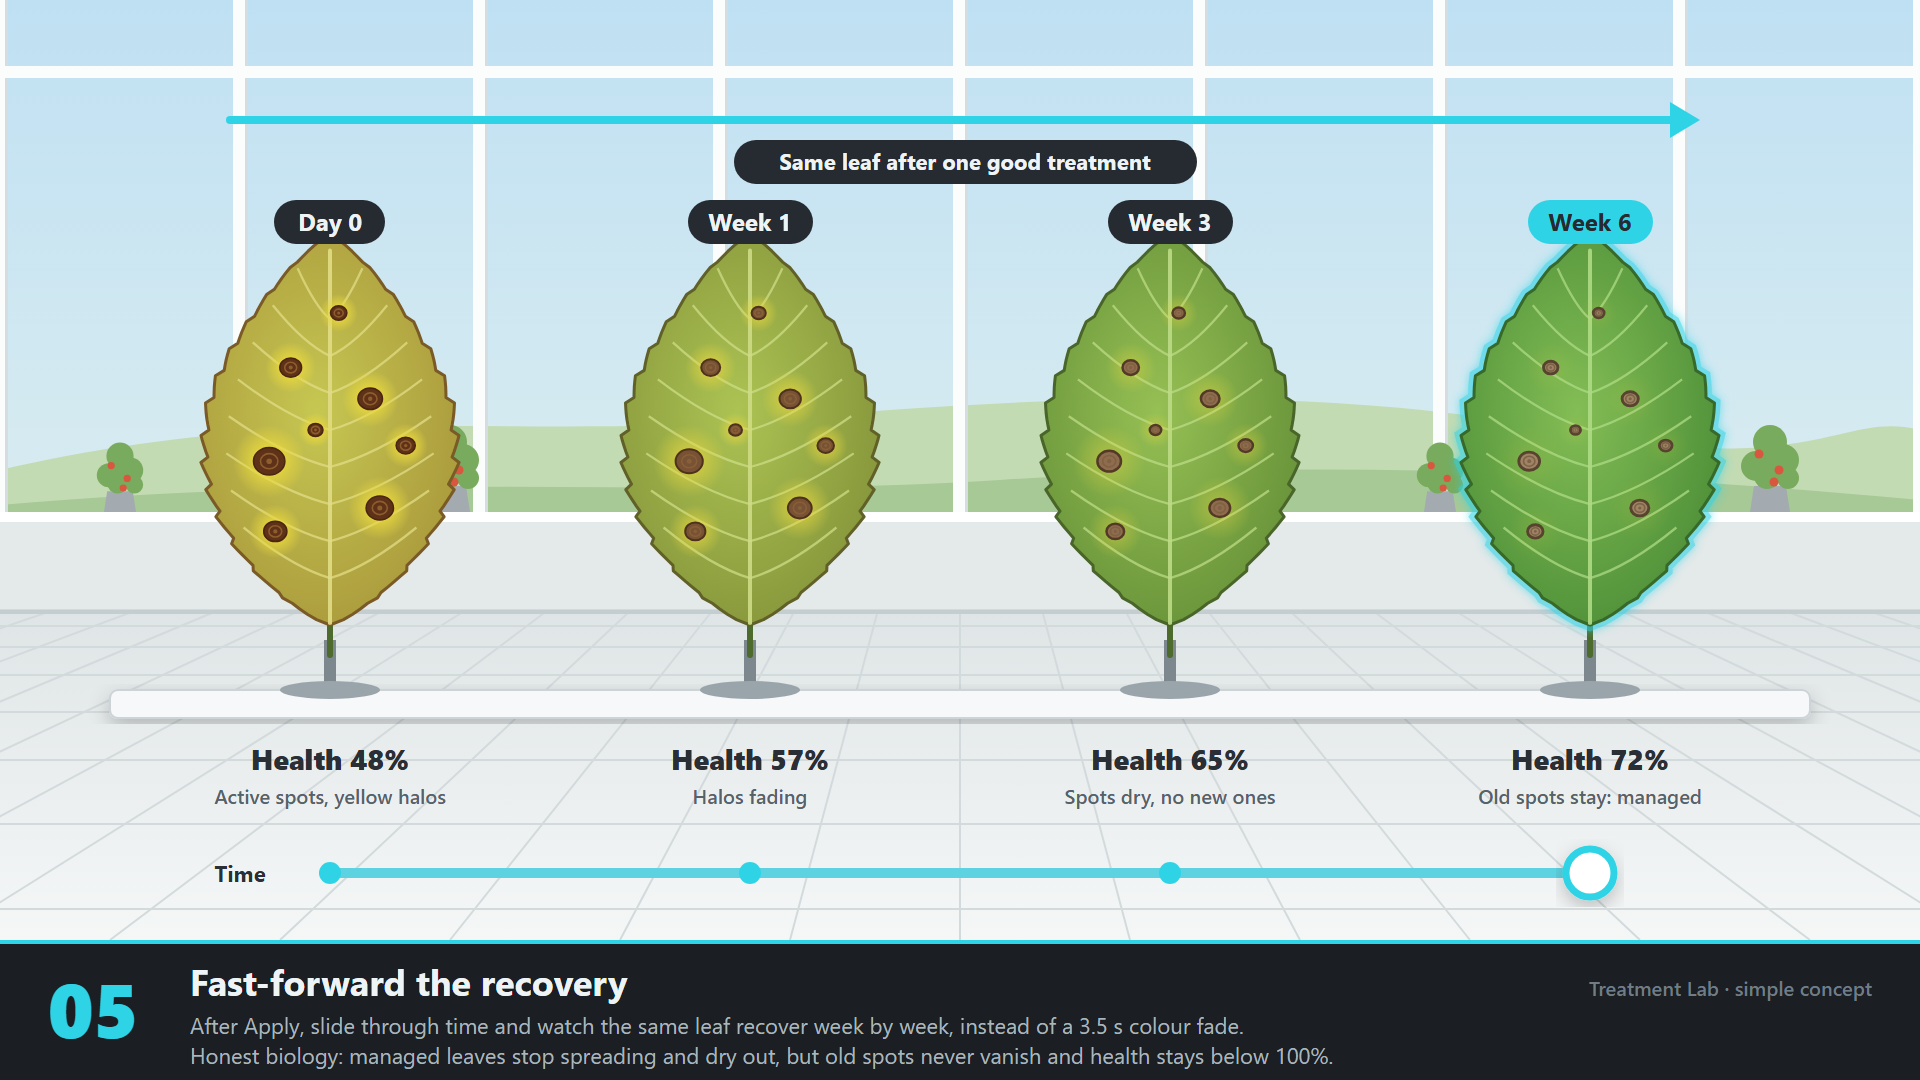 Same leaf after one good treatment
Day 0
Week 1
Week 3
Week 6
Health 48%
Active spots, yellow halos
Health 57%
Halos fading
Health 65%
Spots dry, no new ones
Health 72%
Old spots stay: managed
Time
05
Fast-forward the recovery
After Apply, slide through time and watch the same leaf recover week by week, instead of a 3.5 s colour fade.
Honest biology: managed leaves stop spreading and dry out, but old spots never vanish and health stays below 100%.
Treatment Lab · simple concept